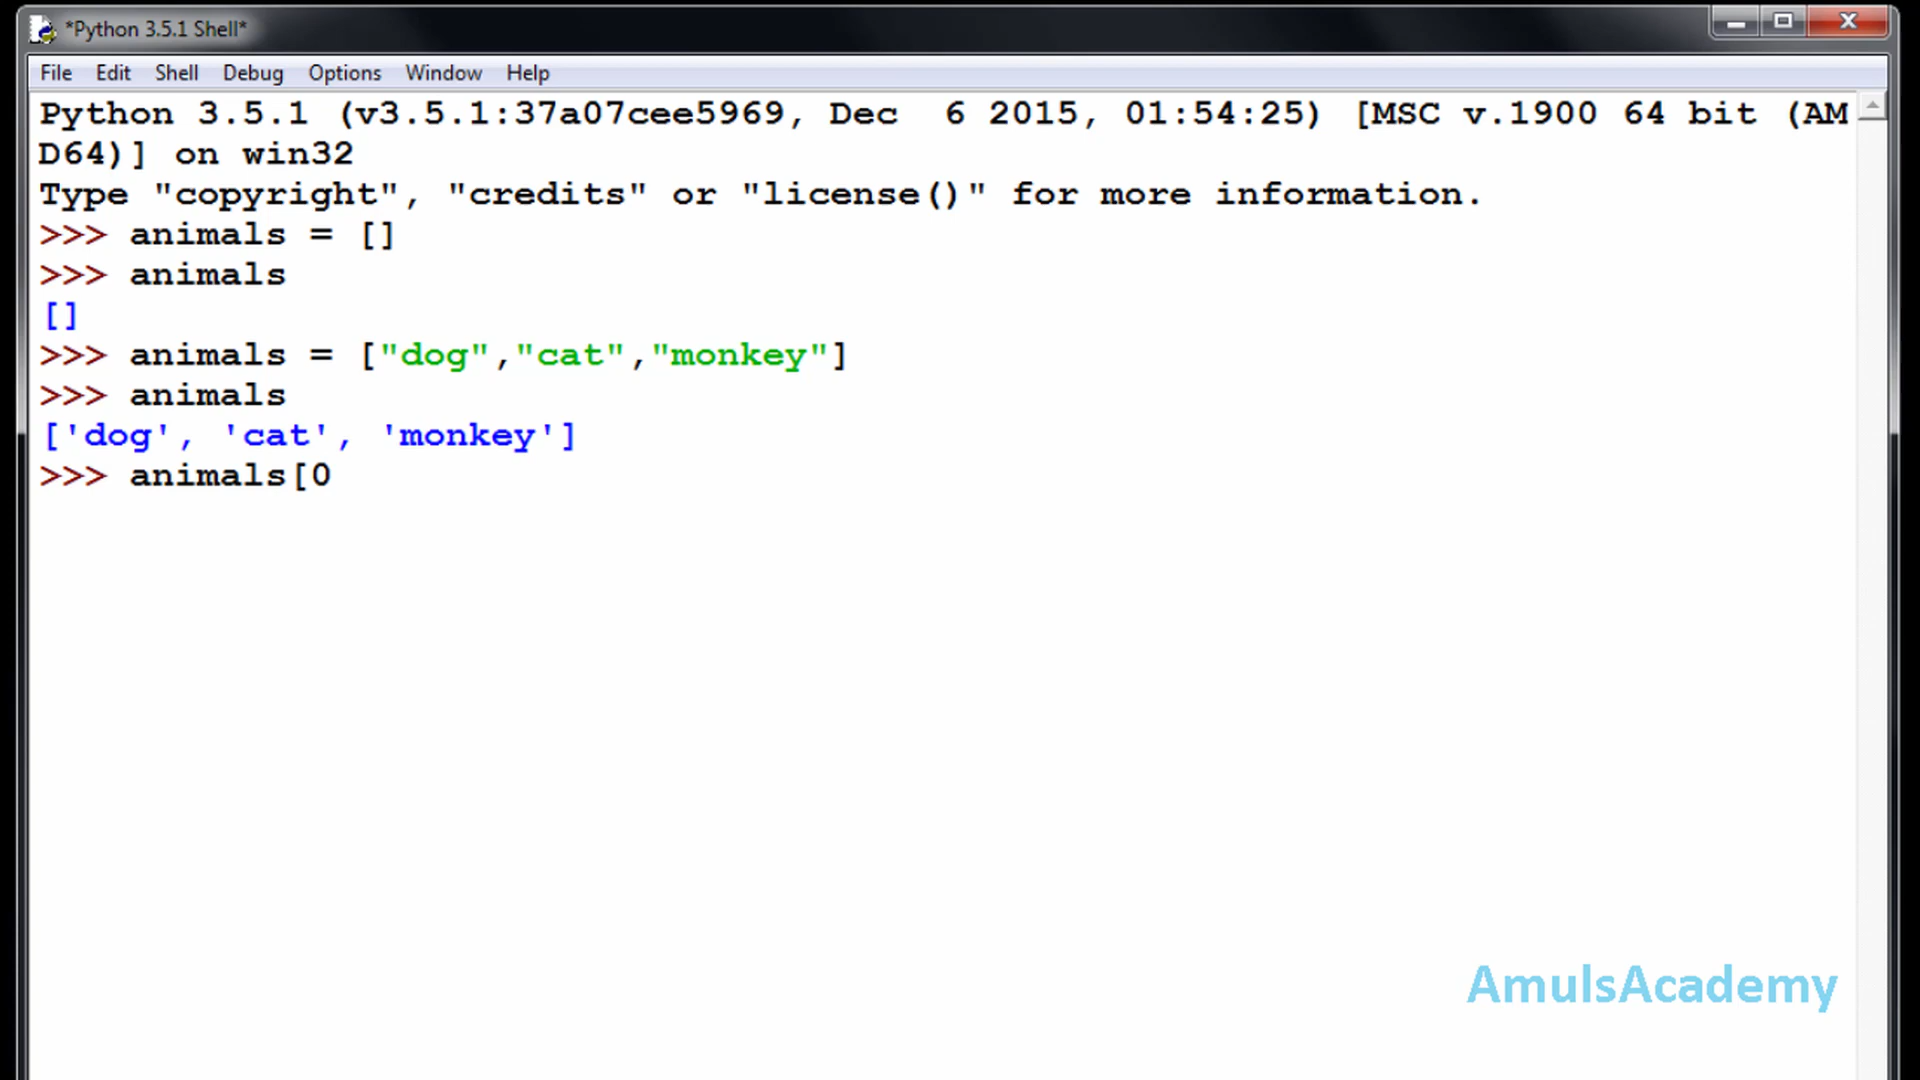 *Python 3.5.1 Shell*
File Edit Shell Debug Options Window Help
Python 3.5.1 (v3.5.1:37a07cee5969, Dec  6 2015, 01:54:25) [MSC v.1900 64 bit (AM
D64)] on win32
Type "copyright", "credits" or "license()" for more information.
>>> animals = []
>>> animals
[]
>>> animals = ["dog","cat","monkey"]
>>> animals
['dog', 'cat', 'monkey']
>>> animals[0
AmulsAcademy